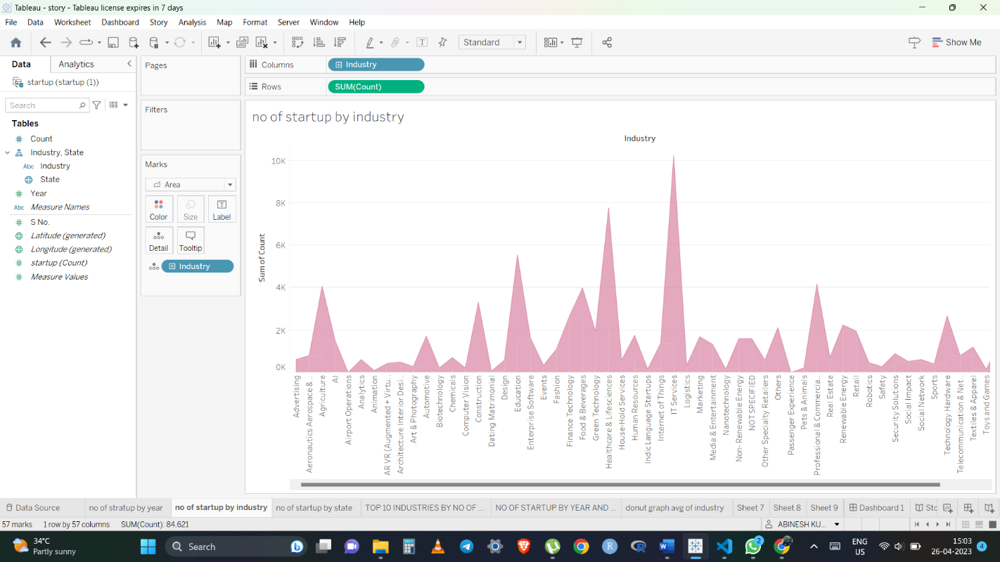 Tableau - story - Tableau license expires in 7 days
File Data Worksheet Dashboard Story Analysis Map Format Server Window Help
Standard
Show Me
Data Analytics
startup (startup (1))
Search
Tables
Count
Industry, State
Abc Industry
State
Year
Abc Measure Names
S No.
Latitude (generated)
Longitude (generated)
startup (Count)
Measure Values
Pages
Filters
Marks
Area
Color Size Label
Detail Tooltip
Industry
Columns Industry
Rows SUM(Count)
no of startup by industry
Industry
Sum of Count
10K
8K
6K
4K
2K
0K
Advertising
Aeronautics Aerospace & ..
Agriculture
AI
Airport Operations
Analytics
Animation
AR VR (Augmented + Virtu..
Architecture Interior Desi..
Art & Photography
Automotive
Biotechnology
Chemicals
Computer Vision
Construction
Dating Matrimonial
Design
Education
Enterprise Software
Events
Fashion
Finance Technology
Food & Beverages
Green Technology
Healthcare & Lifesciences
House-Hold Services
Human Resources
Indic Language Startups
Internet of Things
IT Services
Logistics
Marketing
Media & Entertainment
Nanotechnology
Non- Renewable Energy
NOT SPECIFIED
Other Specialty Retailers
Others
Passenger Experience
Pets & Animals
Professional & Commercia..
Real Estate
Renewable Energy
Retail
Robotics
Safety
Security Solutions
Social Impact
Social Network
Sports
Technology Hardware
Telecommunication & Net..
Textiles & Apparel
Toys and Games
Data Source no of stratup by year no of startup by industry no of startup by state TOP 10 INDUSTRIES BY NO OF ... NO OF STARTUP BY YEAR AND ... donut graph avg of industry Sheet 7 Sheet 8 Sheet 9 Dashboard 1 Sto
57 marks 1 row by 57 columns SUM(Count): 84.621 ABINESH KU...
34°C
Partly sunny
Search
2
ENG
US
15:03
26-04-2023
4